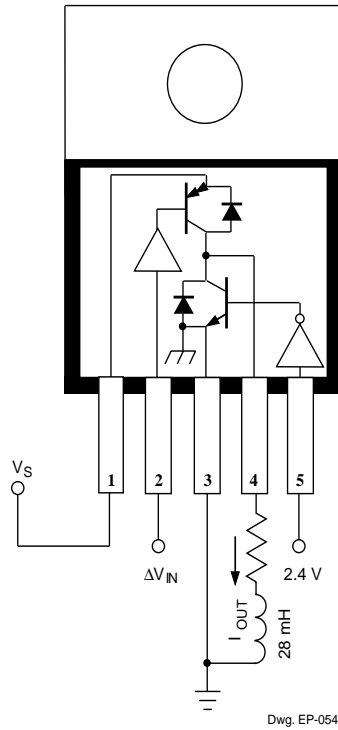 1 2 3 4 5
V_S
ΔV_IN
2.4 V
I_OUT
28 mH
Dwg. EP-054